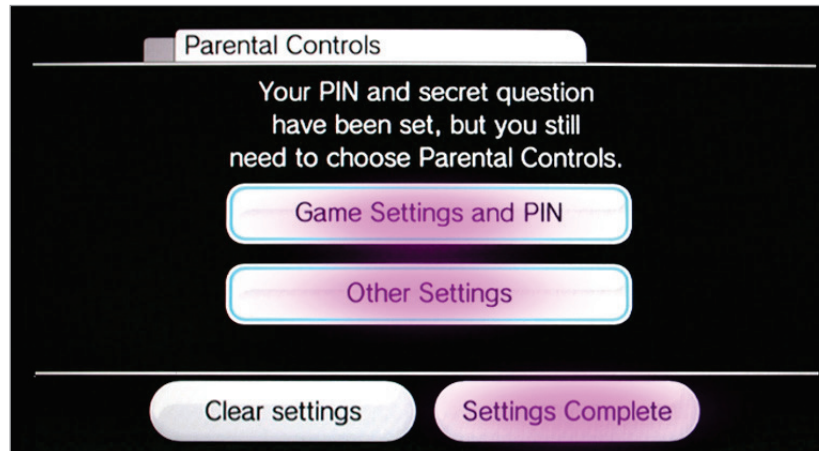 Parental Controls
Your PIN and secret question
have been set, but you still
need to choose Parental Controls.
Game Settings and PIN
Other Settings
Clear settings
Settings Complete